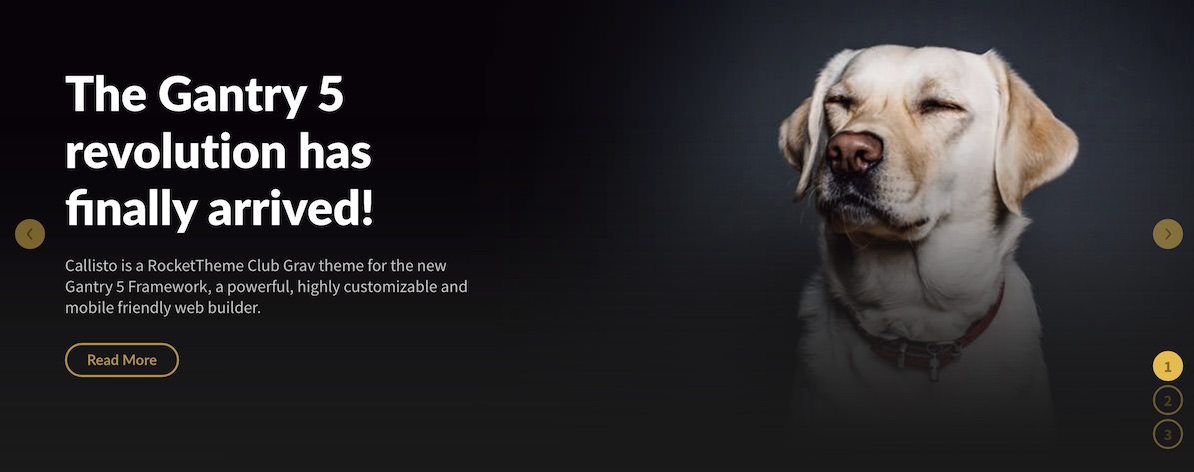 The Gantry 5
revolution has
finally arrived!
Callisto is a RocketTheme Club Grav theme for the new
Gantry 5 Framework, a powerful, highly customizable and
mobile friendly web builder.
Read More
1
2
3